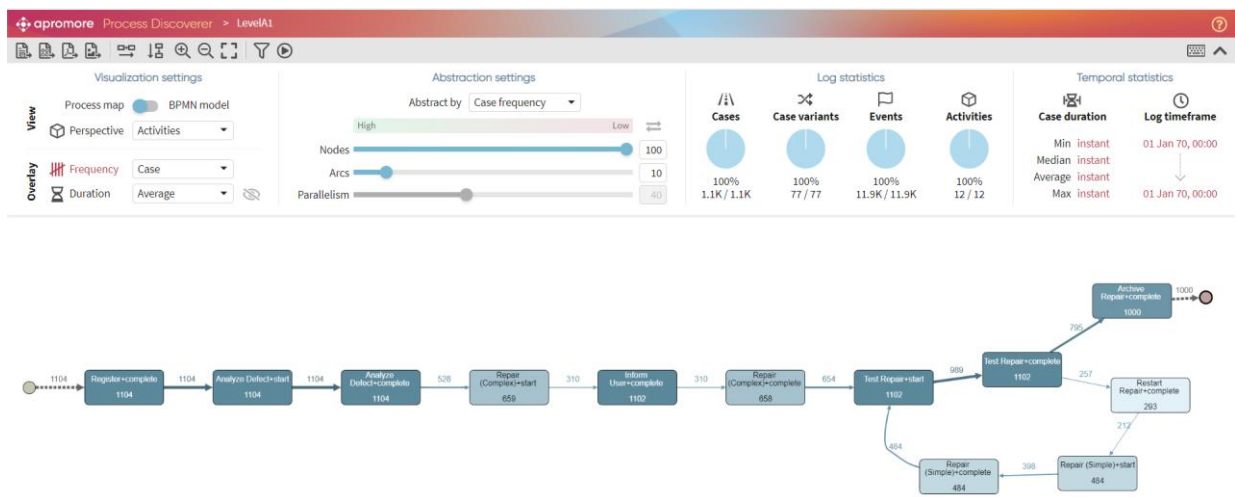 apromore Process Discoverer > LevelA1
Visualization settings
View
Process map BPMN model
Perspective Activities
Overlay
Frequency Case
Duration Average
Abstraction settings
Abstract by Case frequency
High Low
Nodes 100
Arcs 10
Parallelism 40
Log statistics
Cases Case variants Events Activities
100% 100% 100% 100%
1.1K / 1.1K 77 / 77 11.9K / 11.9K 12 / 12
Temporal statistics
Case duration Log timeframe
Min instant 01 Jan 70, 00:00
Median instant
Average instant
Max instant 01 Jan 70, 00:00
1104
Register+complete
1104
1104
Analyze Defect+start
1104
1104
Analyze
Defect+complete
1104
528
Repair
(Complex)+start
659
310
Inform
User+complete
1102
310
Repair
(Complex)+complete
658
654
Test Repair+start
1102
989
Test Repair+complete
1102
795
Archive
Repair+complete
1000
1000
257
Restart
Repair+complete
293
212
Repair (Simple)+start
484
398
Repair
(Simple)+complete
484
484